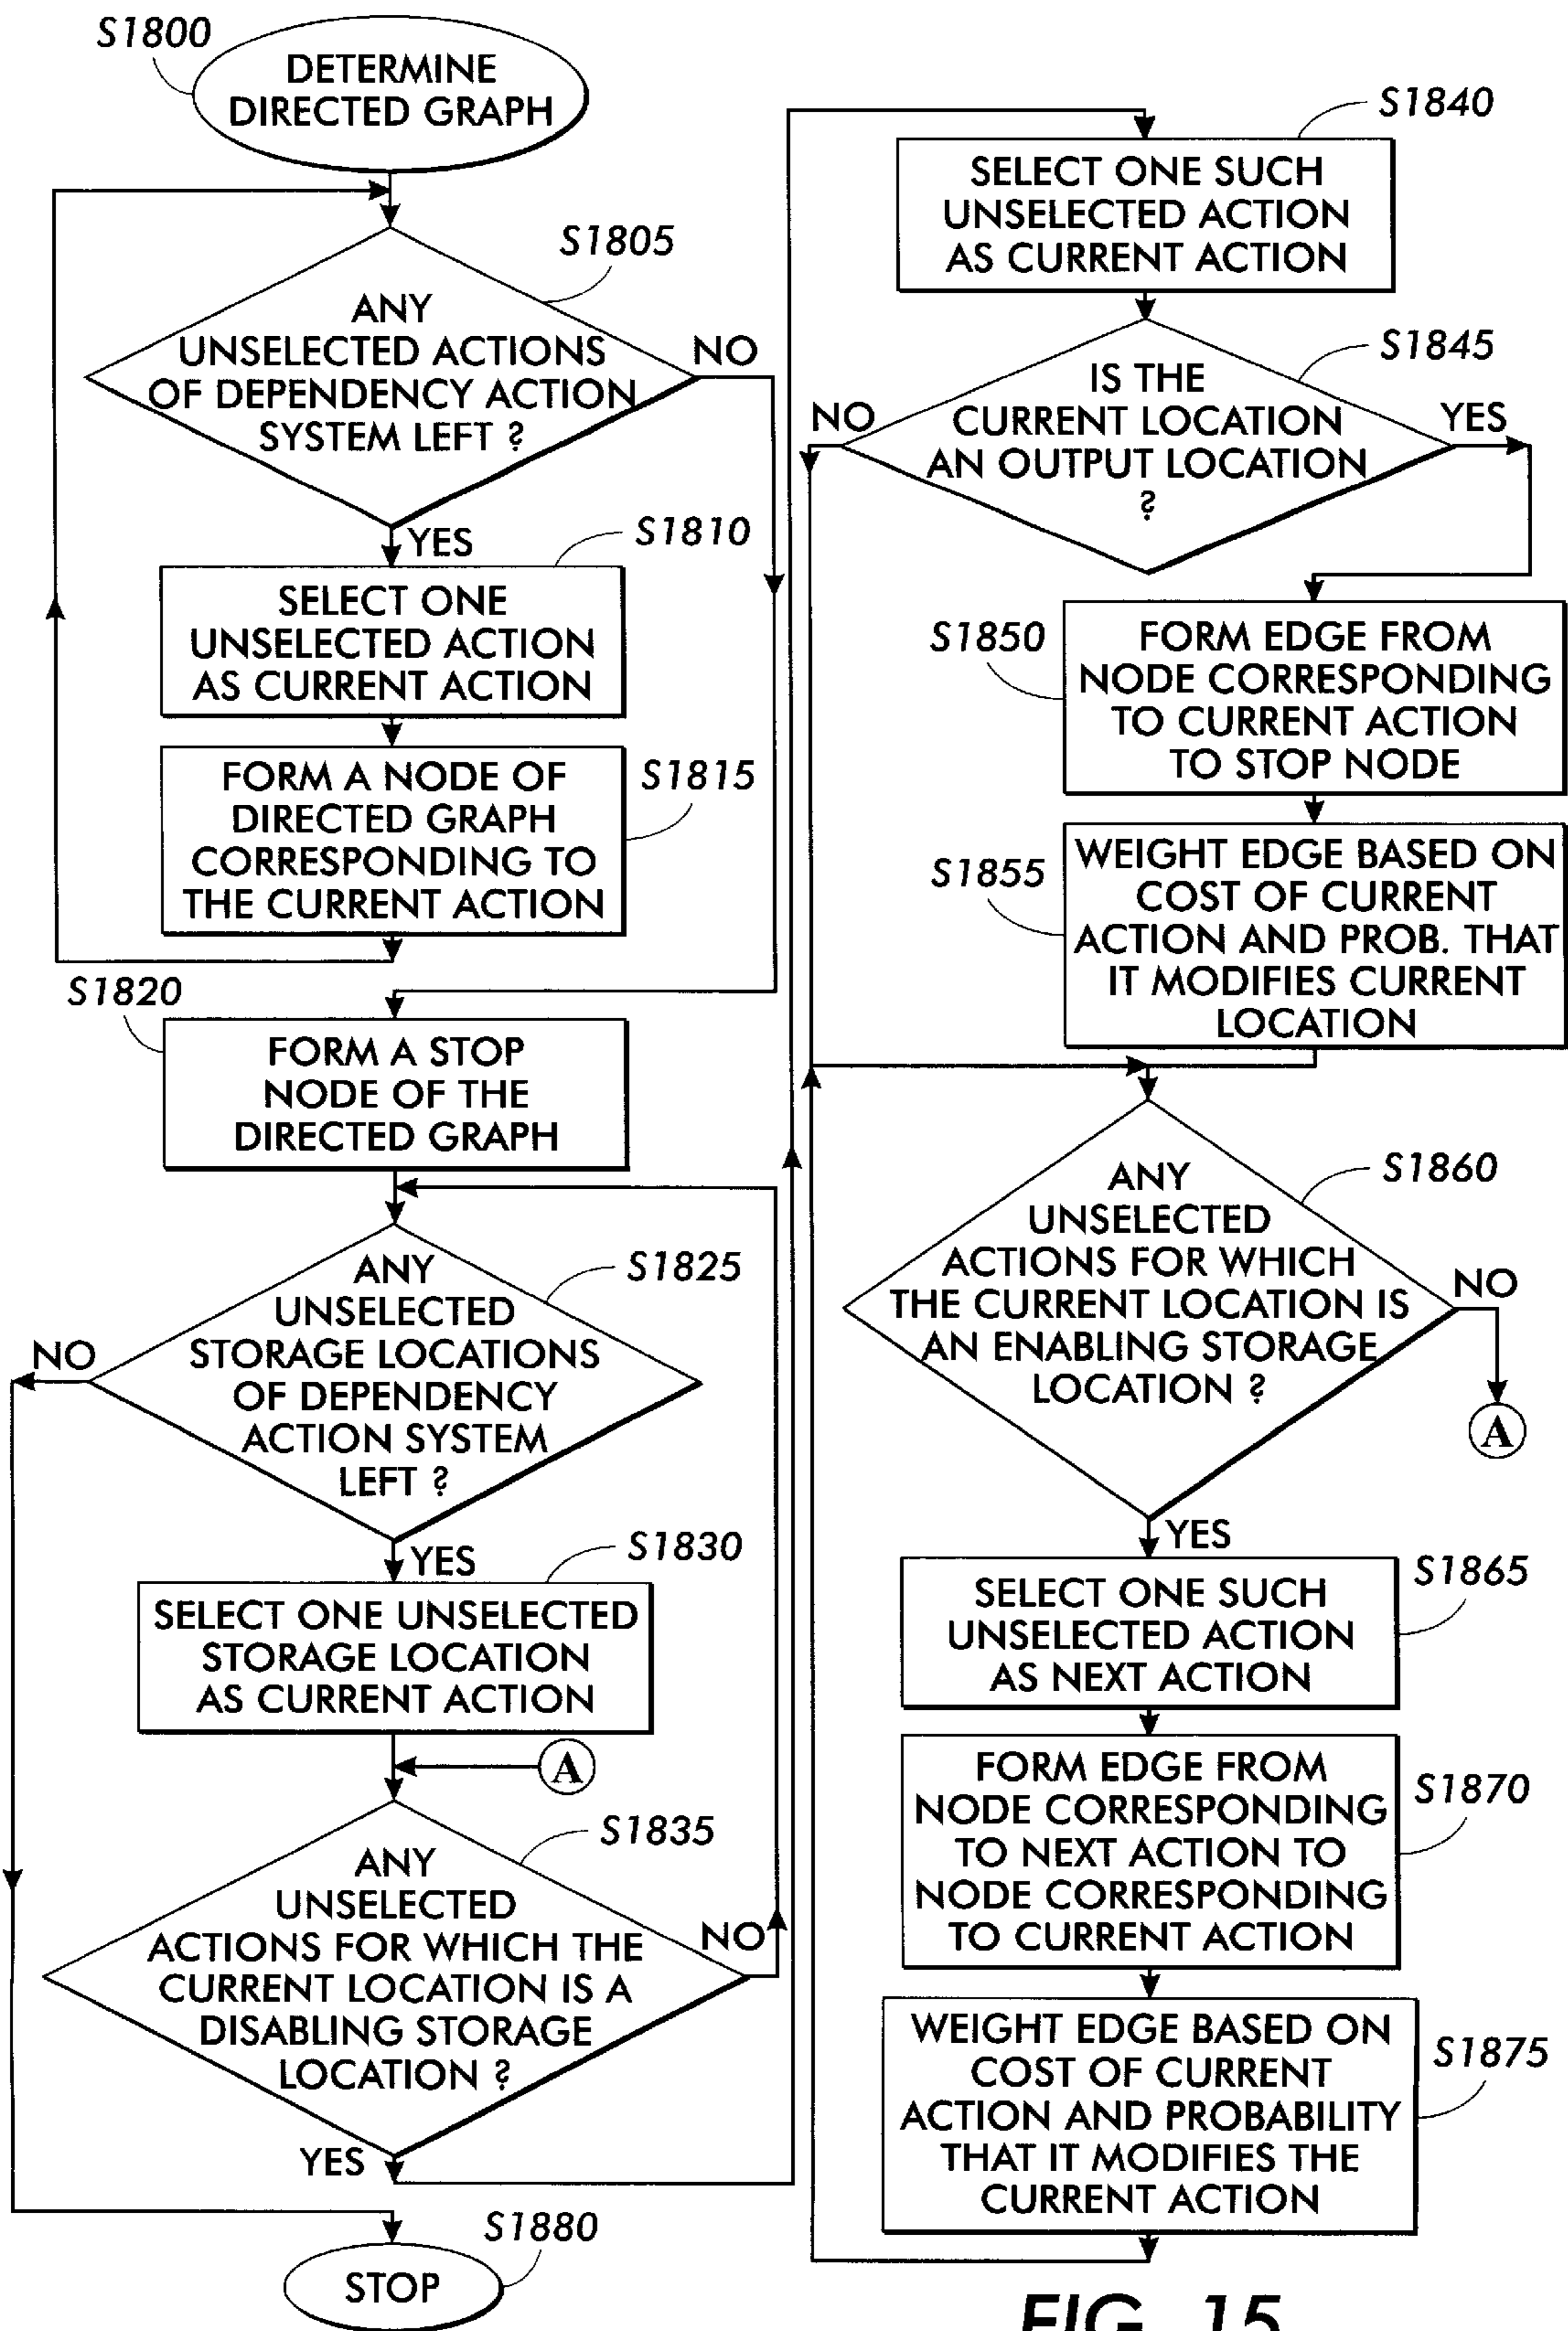 S1800
DETERMINE
DIRECTED GRAPH
S1805
ANY
UNSELECTED ACTIONS
OF DEPENDENCY ACTION
SYSTEM LEFT ?
NO
YES
S1810
SELECT ONE
UNSELECTED ACTION
AS CURRENT ACTION
FORM A NODE OF
DIRECTED GRAPH
CORRESPONDING TO
THE CURRENT ACTION
S1815
S1820
FORM A STOP
NODE OF THE
DIRECTED GRAPH
S1825
ANY
UNSELECTED
STORAGE LOCATIONS
OF DEPENDENCY
ACTION SYSTEM
LEFT ?
NO
YES
S1830
SELECT ONE UNSELECTED
STORAGE LOCATION
AS CURRENT ACTION
A
S1835
ANY
UNSELECTED
ACTIONS FOR WHICH THE
CURRENT LOCATION IS A
DISABLING STORAGE
LOCATION ?
NO
YES
S1880
STOP
S1840
SELECT ONE SUCH
UNSELECTED ACTION
AS CURRENT ACTION
S1845
IS THE
CURRENT LOCATION
AN OUTPUT LOCATION
?
NO
YES
S1850
FORM EDGE FROM
NODE CORRESPONDING
TO CURRENT ACTION
TO STOP NODE
S1855
WEIGHT EDGE BASED ON
COST OF CURRENT
ACTION AND PROB. THAT
IT MODIFIES CURRENT
LOCATION
S1860
ANY
UNSELECTED
ACTIONS FOR WHICH
THE CURRENT LOCATION IS
AN ENABLING STORAGE
LOCATION ?
NO
A
YES
S1865
SELECT ONE SUCH
UNSELECTED ACTION
AS NEXT ACTION
S1870
FORM EDGE FROM
NODE CORRESPONDING
TO NEXT ACTION TO
NODE CORRESPONDING
TO CURRENT ACTION
S1875
WEIGHT EDGE BASED ON
COST OF CURRENT
ACTION AND PROBABILITY
THAT IT MODIFIES THE
CURRENT ACTION
FIG. 15